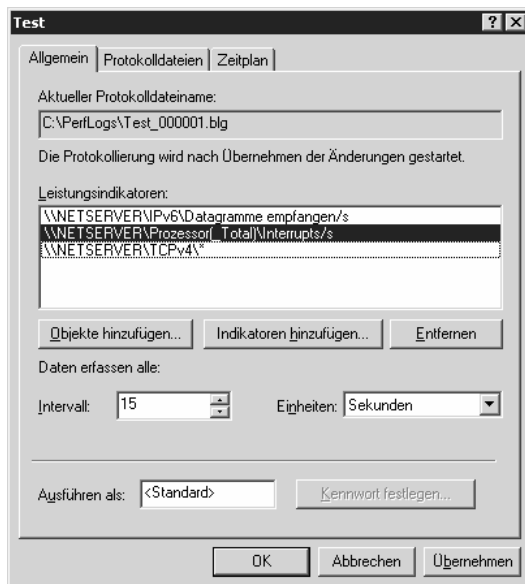 Test
Allgemein Protokolldateien Zeitplan
Aktueller Protokolldateiname:
C:\PerfLogs\Test_000001.blg
Die Protokollierung wird nach Übernehmen der Änderungen gestartet.
Leistungsindikatoren:
\\NETSERVER\IPv6\Datagramme empfangen/s
\\NETSERVER\Prozessor(_Total)\Interrupts/s
\\NETSERVER\TCPv4\*
Objekte hinzufügen... Indikatoren hinzufügen... Entfernen
Daten erfassen alle:
Intervall: 15 Einheiten: Sekunden
Ausführen als: <Standard> Kennwort festlegen...
OK Abbrechen Übernehmen